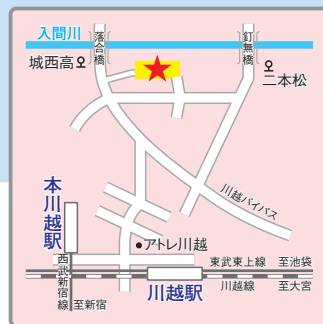 入間川
落合橋
釘無橋
城西高
二本松
川越バイパス
本川越駅
アトレ川越
西武新宿線
東武東上線
至池袋
川越線
至大宮
川越駅
至新宿